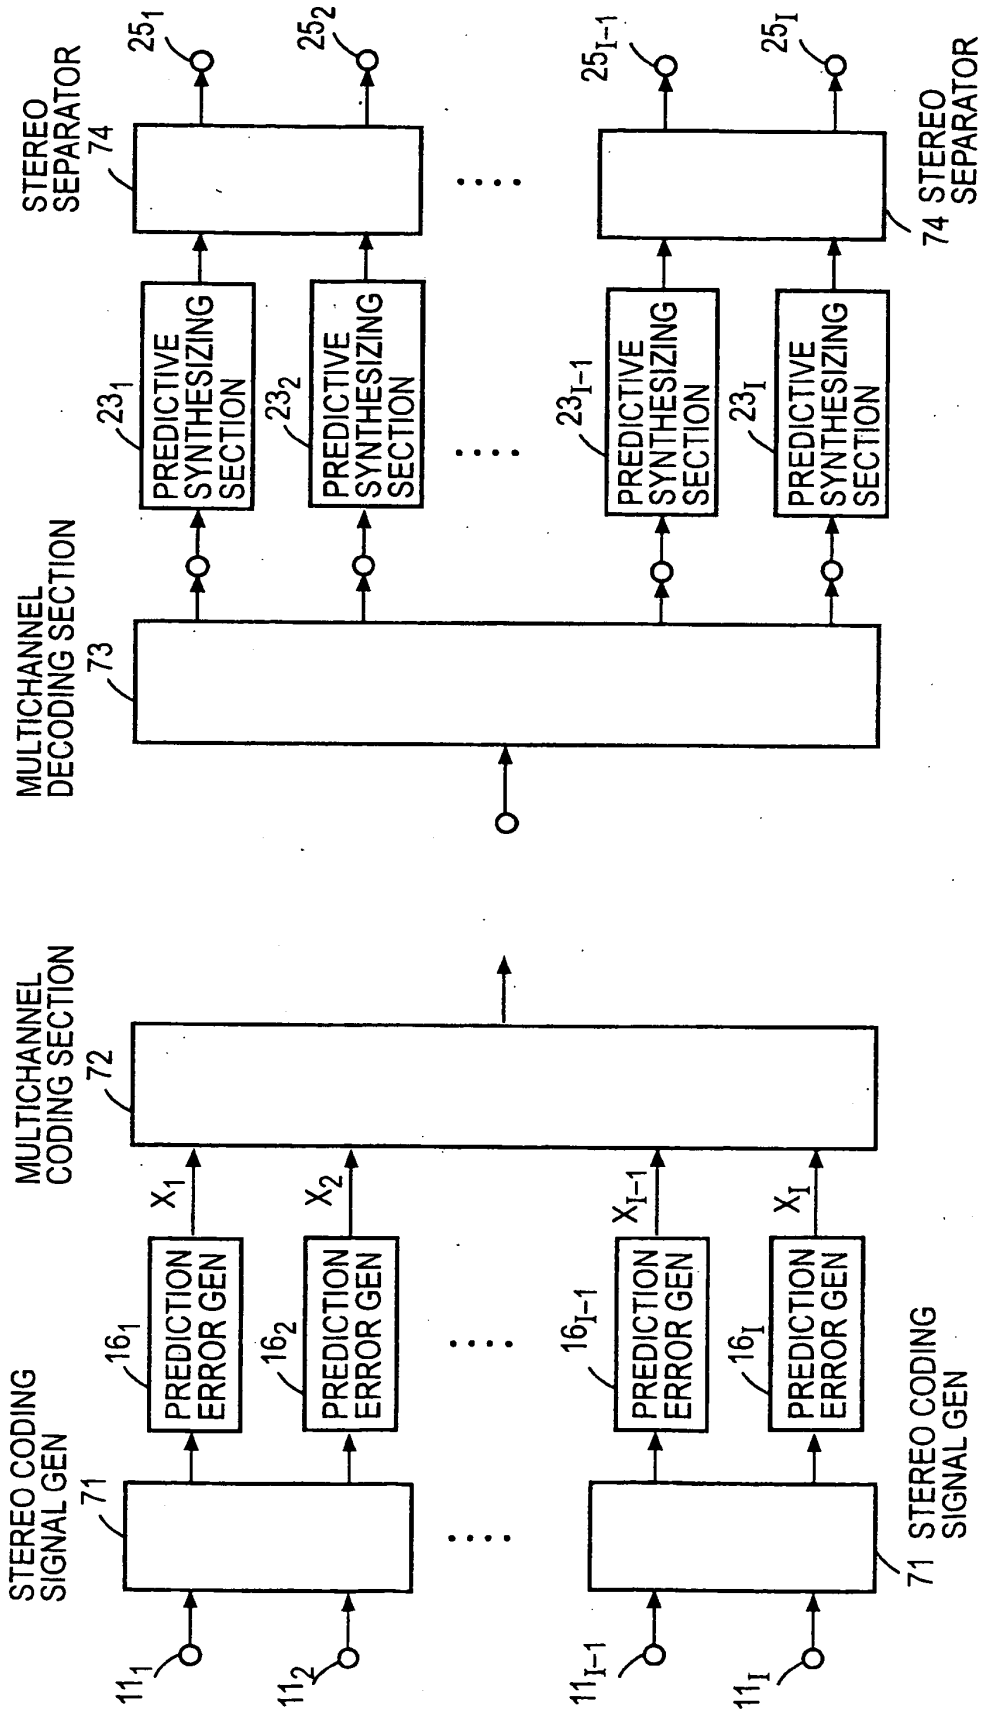 STEREO CODING
SIGNAL GEN
71
11₁
11₂
11I₋₁
11I
71 STEREO CODING
SIGNAL GEN
16₁
PREDICTION
ERROR GEN
16₂
PREDICTION
ERROR GEN
16I₋₁
PREDICTION
ERROR GEN
16I
PREDICTION
ERROR GEN
X₁
X₂
XI₋₁
XI
MULTICHANNEL
CODING SECTION
72
MULTICHANNEL
DECODING SECTION
73
23₁
PREDICTIVE
SYNTHESIZING
SECTION
23₂
PREDICTIVE
SYNTHESIZING
SECTION
23I₋₁
PREDICTIVE
SYNTHESIZING
SECTION
23I
PREDICTIVE
SYNTHESIZING
SECTION
STEREO
SEPARATOR
74
74 STEREO
SEPARATOR
25₁
25₂
25I₋₁
25I